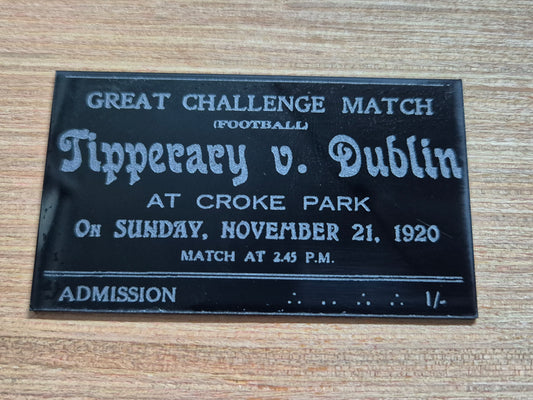 GREAT CHALLENGE MATCH
(FOOTBALL)
Tipperary v. Dublin
AT CROKE PARK
ON SUNDAY, NOVEMBER 21, 1920
MATCH AT 2.45 P.M.
ADMISSION 1/-